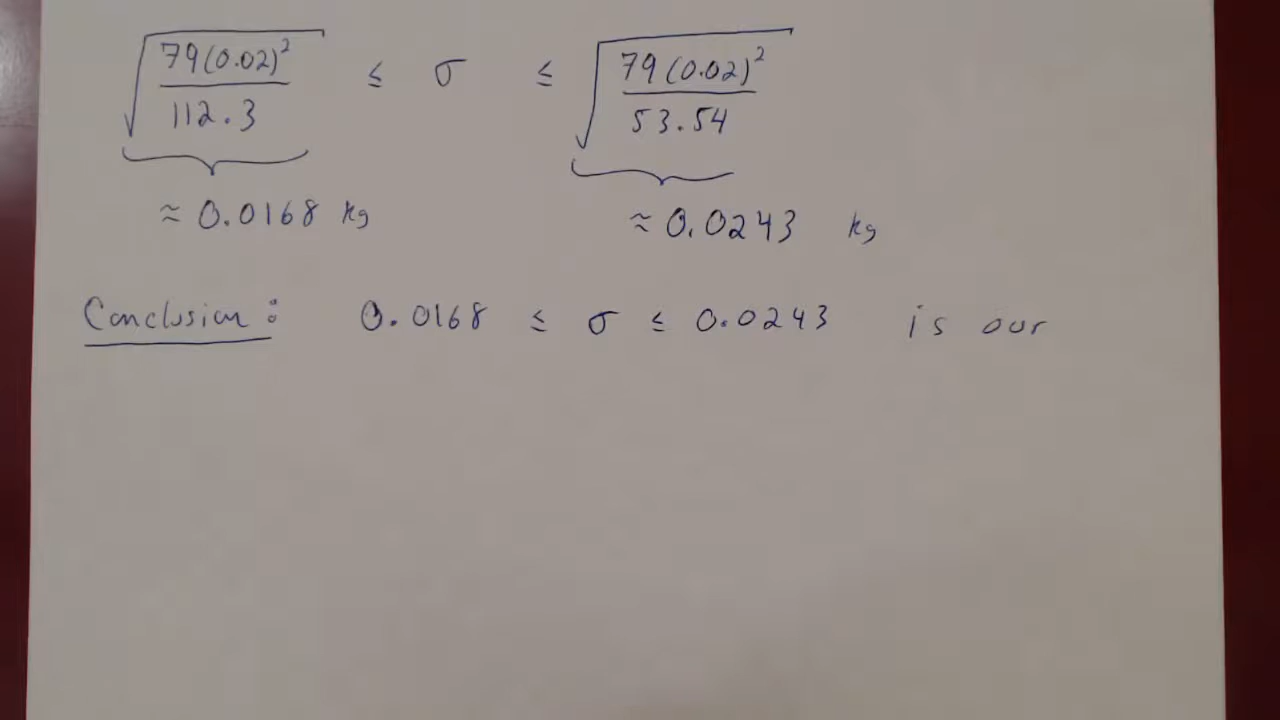 √(79(0.02)²/112.3) ≤ σ ≤ √(79(0.02)²/53.54)
≈ 0.0168 kg ≈ 0.0243 kg
Conclusion: 0.0168 ≤ σ ≤ 0.0243 is our